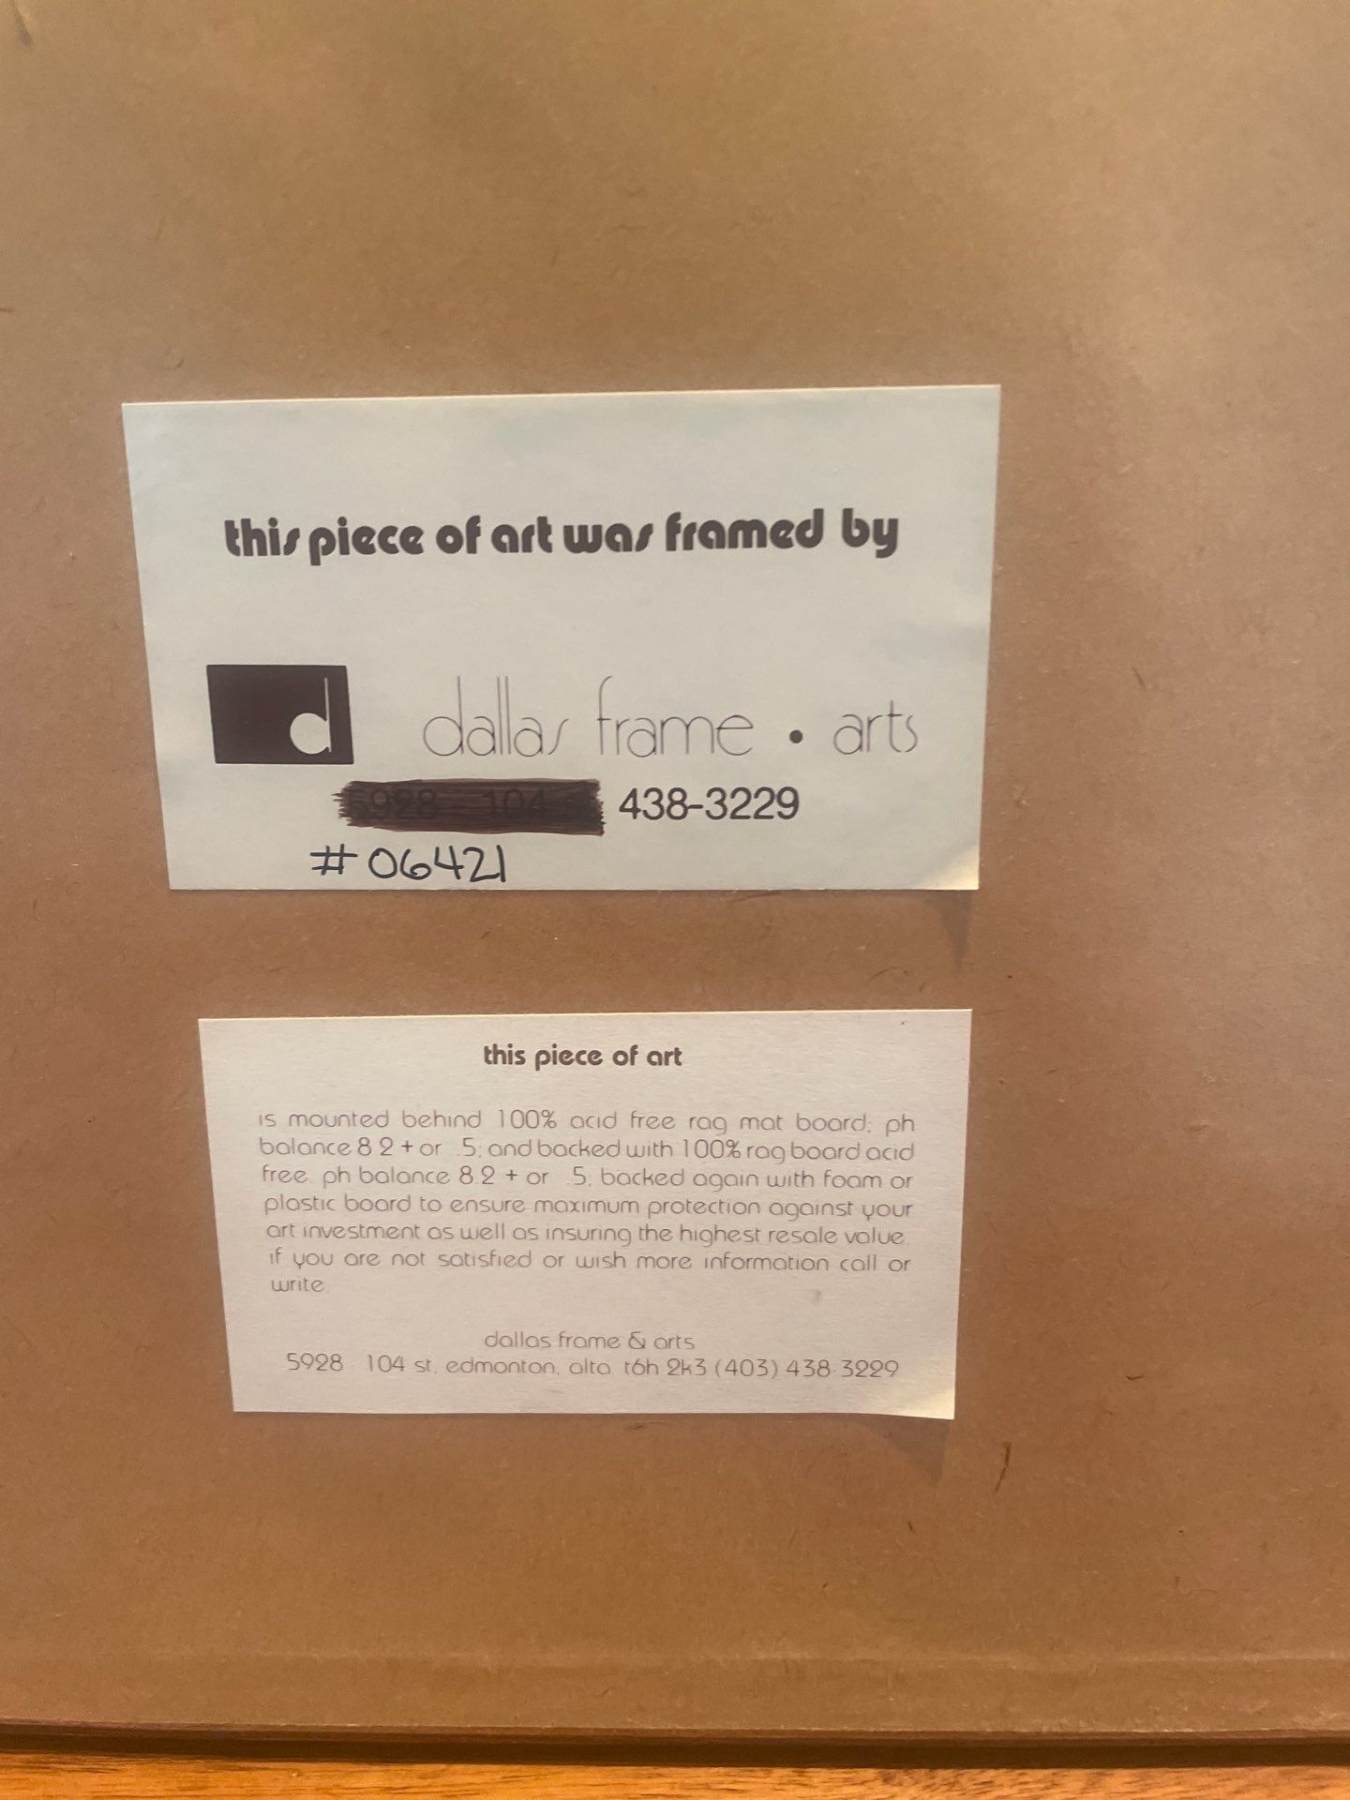 this piece of art was framed by
d dallas frame • arts
5928 104 438-3229
#06421
this piece of art
is mounted behind 100% acid free rag mat board; ph
balance 8 2 + or .5; and backed with 100% rag board acid
free. ph balance 8.2 + or .5; backed again with foam or
plastic board to ensure maximum protection against your
art investment as well as insuring the highest resale value.
if you are not satisfied or wish more information call or
write.
dallas frame & arts
5928 104 st. edmonton, alta t6h 2k3 (403) 438-3229